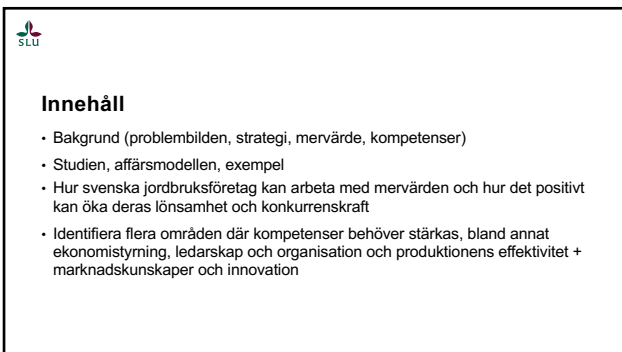 SLU
Innehåll
• Bakgrund (problembilden, strategi, mervärde, kompetenser)
• Studien, affärsmodellen, exempel
• Hur svenska jordbruksföretag kan arbeta med mervärden och hur det positivt
kan öka deras lönsamhet och konkurrenskraft
• Identifiera flera områden där kompetenser behöver stärkas, bland annat
ekonomistyrning, ledarskap och organisation och produktionens effektivitet +
marknadskunskaper och innovation